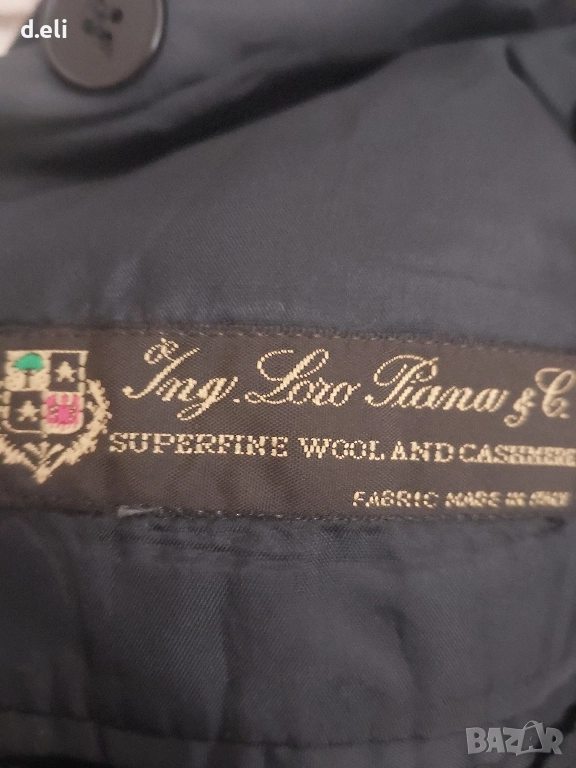 d.eli
Ing. Loro Piana & C.
SUPERFINE WOOL AND CASHMERE
FABRIC MADE IN ITALY
BAZAR